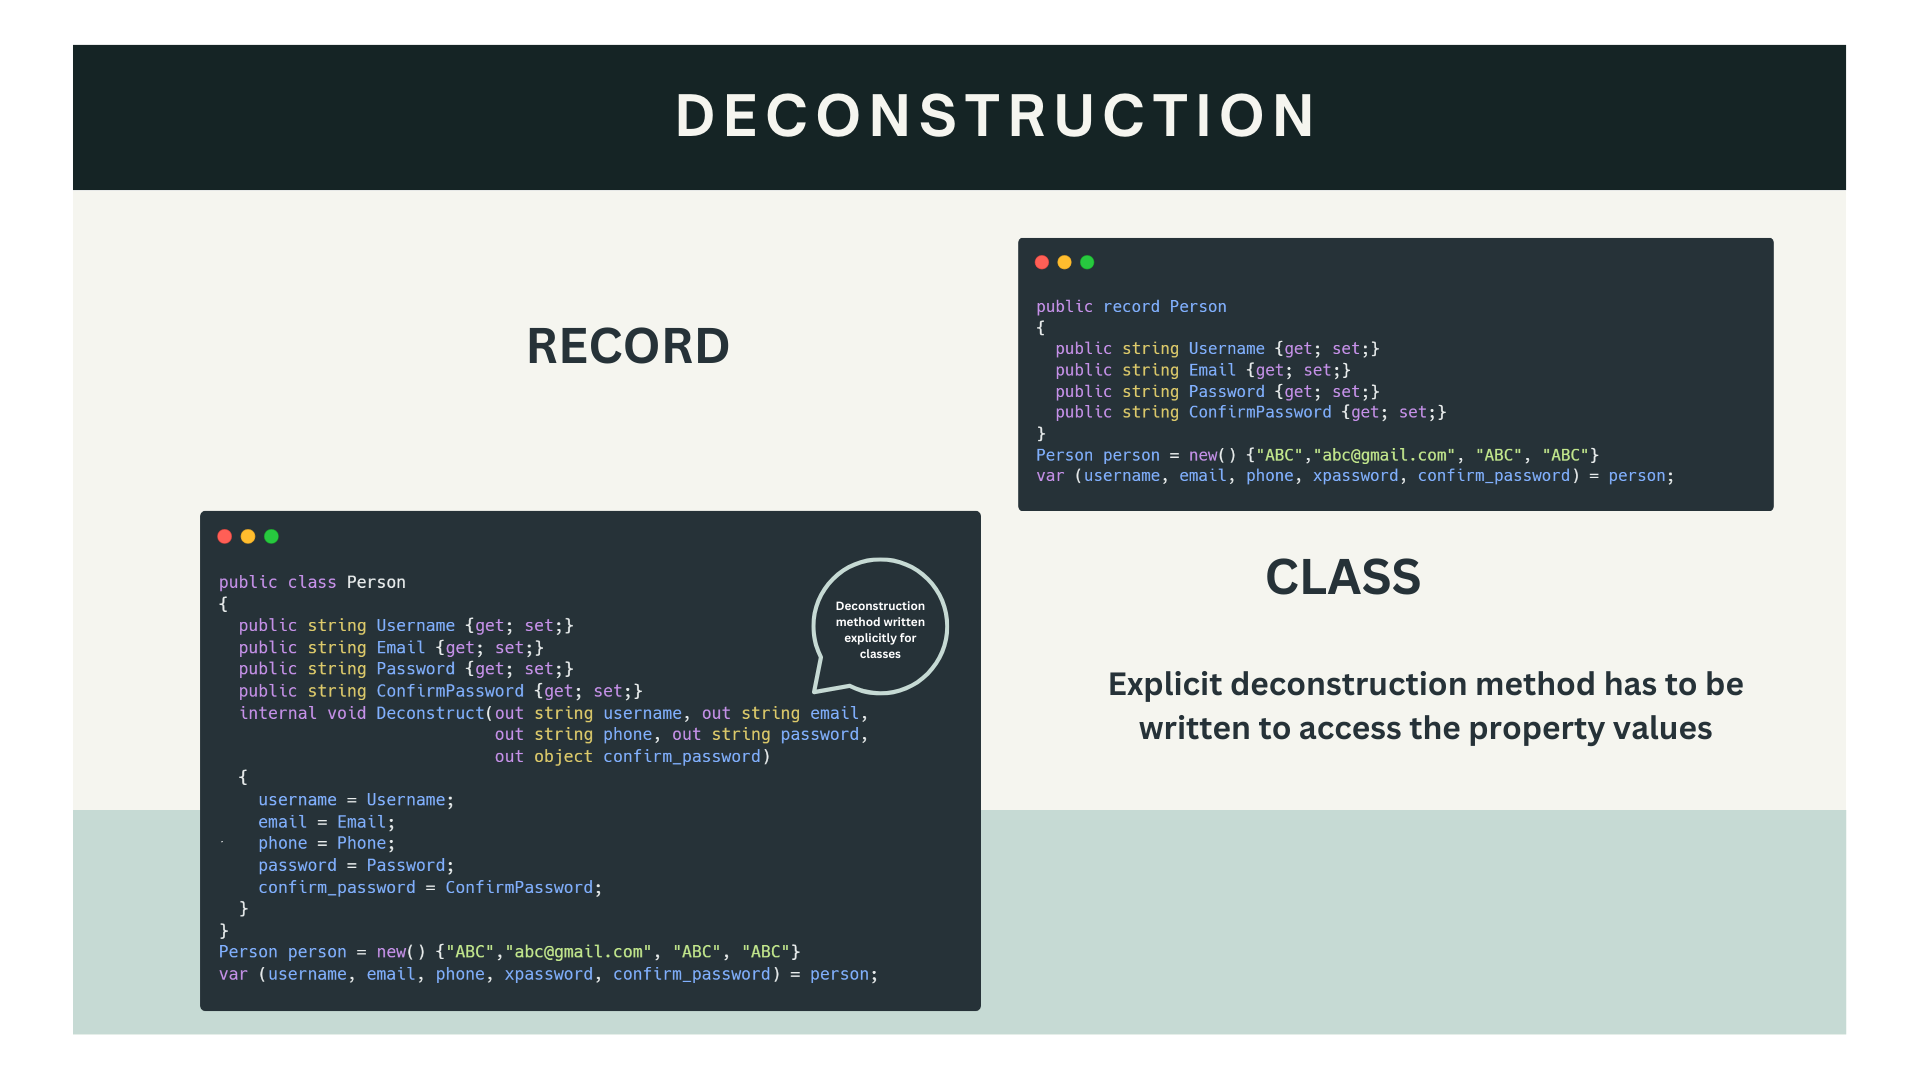 DECONSTRUCTION
RECORD
public record Person
{
  public string Username {get; set;}
  public string Email {get; set;}
  public string Password {get; set;}
  public string ConfirmPassword {get; set;}
}
Person person = new() {"ABC","abc@gmail.com", "ABC", "ABC"}
var (username, email, phone, xpassword, confirm_password) = person;
public class Person
{
  public string Username {get; set;}
  public string Email {get; set;}
  public string Password {get; set;}
  public string ConfirmPassword {get; set;}
  internal void Deconstruct(out string username, out string email,
                            out string phone, out string password,
                            out object confirm_password)
  {
    username = Username;
    email = Email;
    phone = Phone;
    password = Password;
    confirm_password = ConfirmPassword;
  }
}
Person person = new() {"ABC","abc@gmail.com", "ABC", "ABC"}
var (username, email, phone, xpassword, confirm_password) = person;
Deconstruction
method written
explicitly for
classes
CLASS
Explicit deconstruction method has to be
written to access the property values